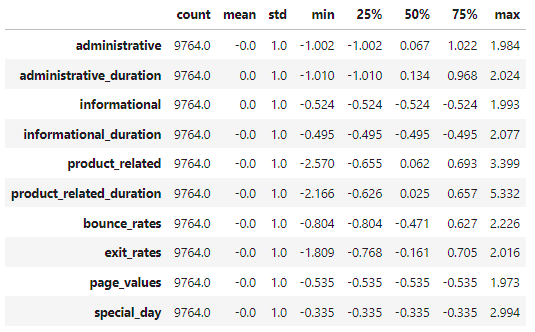 count mean std min 25% 50% 75% max
administrative 9764.0 -0.0 1.0 -1.002 -1.002 0.067 1.022 1.984
administrative_duration 9764.0 -0.0 1.0 -1.010 -1.010 0.134 0.968 2.024
informational 9764.0 0.0 1.0 -0.524 -0.524 -0.524 -0.524 1.993
informational_duration 9764.0 -0.0 1.0 -0.495 -0.495 -0.495 -0.495 2.077
product_related 9764.0 -0.0 1.0 -2.570 -0.655 0.062 0.693 3.399
product_related_duration 9764.0 -0.0 1.0 -2.166 -0.626 0.025 0.657 5.332
bounce_rates 9764.0 -0.0 1.0 -0.804 -0.804 -0.471 0.627 2.226
exit_rates 9764.0 -0.0 1.0 -1.809 -0.768 -0.161 0.705 2.016
page_values 9764.0 -0.0 1.0 -0.535 -0.535 -0.535 -0.535 1.973
special_day 9764.0 -0.0 1.0 -0.335 -0.335 -0.335 -0.335 2.994